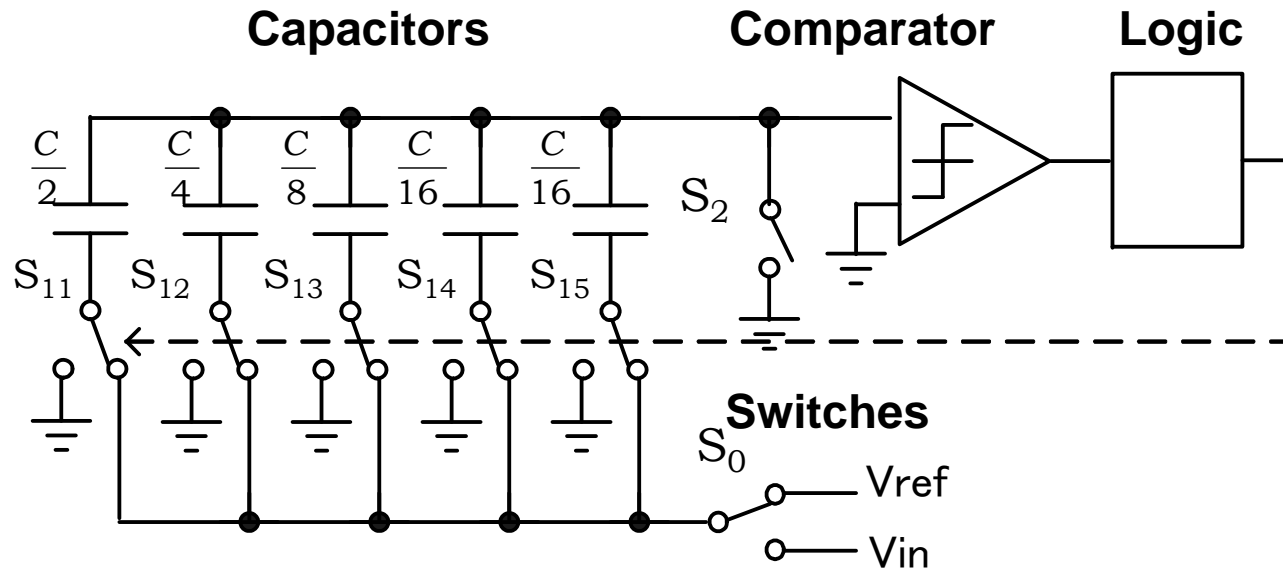 Capacitors
Comparator
Logic
C/2
C/4
C/8
C/16
C/16
S₂
S₁₁
S₁₂
S₁₃
S₁₄
S₁₅
Switches
S₀
Vref
Vin